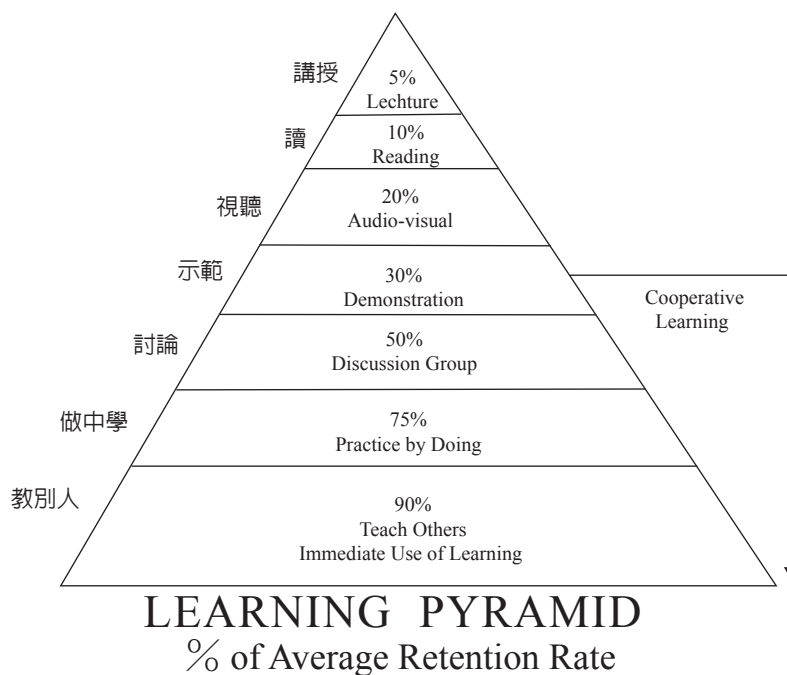 講授
5%
Lechture
讀
10%
Reading
視聽
20%
Audio-visual
示範
30%
Demonstration
Cooperative
Learning
討論
50%
Discussion Group
做中學
75%
Practice by Doing
教別人
90%
Teach Others
Immediate Use of Learning
LEARNING PYRAMID
% of Average Retention Rate